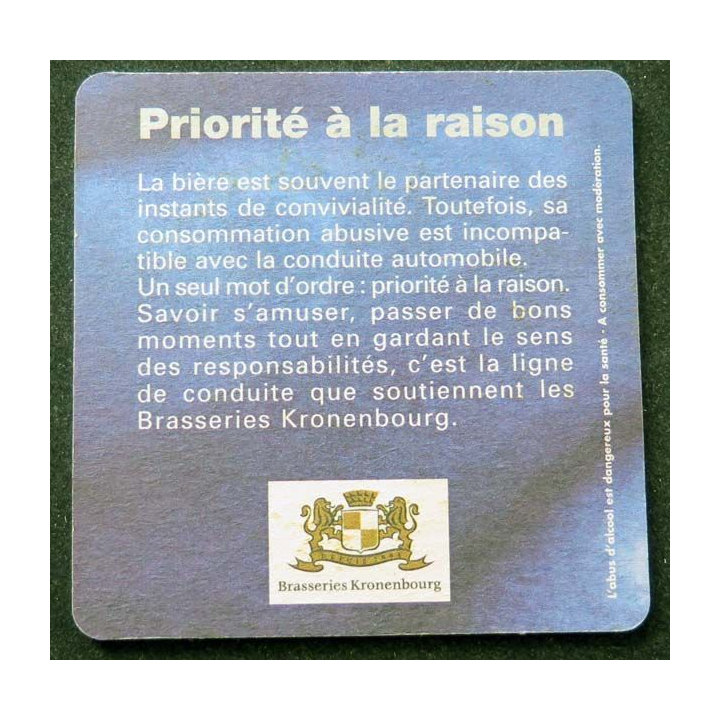 Priorité à la raison
La bière est souvent le partenaire des
instants de convivialité. Toutefois, sa
consommation abusive est incompa-
tible avec la conduite automobile.
Un seul mot d'ordre : priorité à la raison.
Savoir s'amuser, passer de bons
moments tout en gardant le sens
des responsabilités, c'est la ligne
de conduite que soutiennent les
Brasseries Kronenbourg.
DEPUIS 1664
Brasseries Kronenbourg
L'abus d'alcool est dangereux pour la santé · A consommer avec modération.